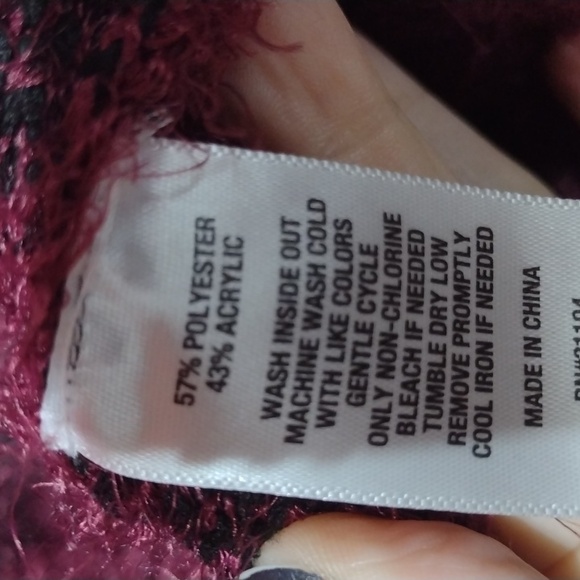 57% POLYESTER
43% ACRYLIC
WASH INSIDE OUT
MACHINE WASH COLD
WITH LIKE COLORS
GENTLE CYCLE
ONLY NON-CHLORINE
BLEACH IF NEEDED
TUMBLE DRY LOW
REMOVE PROMPTLY
COOL IRON IF NEEDED
MADE IN CHINA